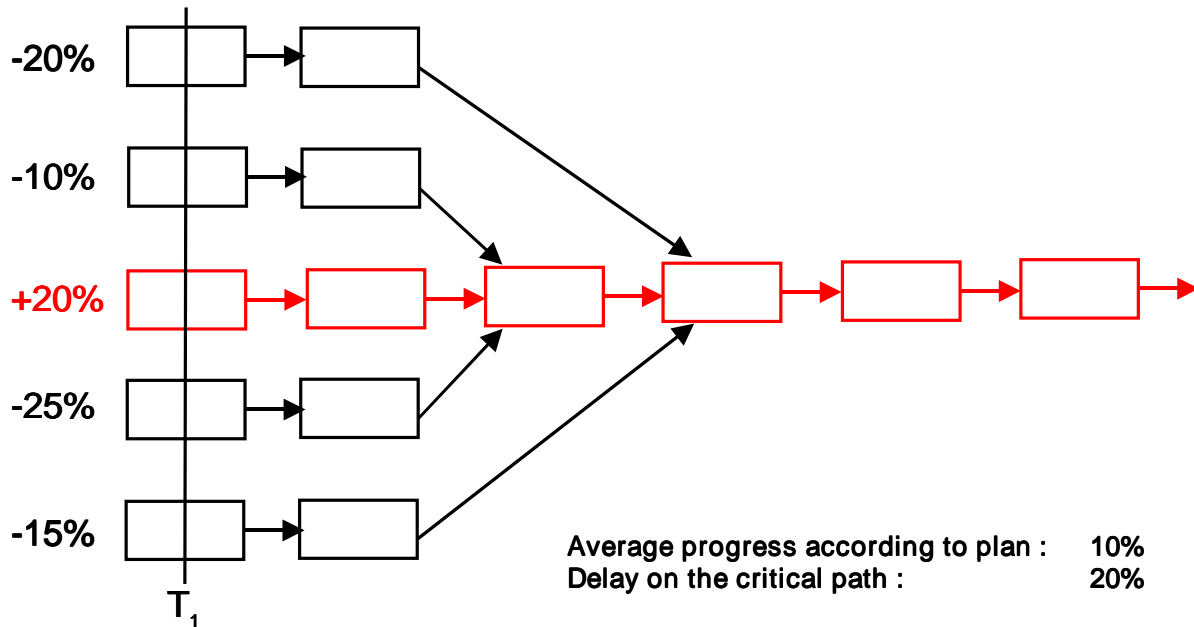 -20%
-10%
+20%
-25%
-15%
Average progress according to plan : 10%
Delay on the critical path : 20%
T1